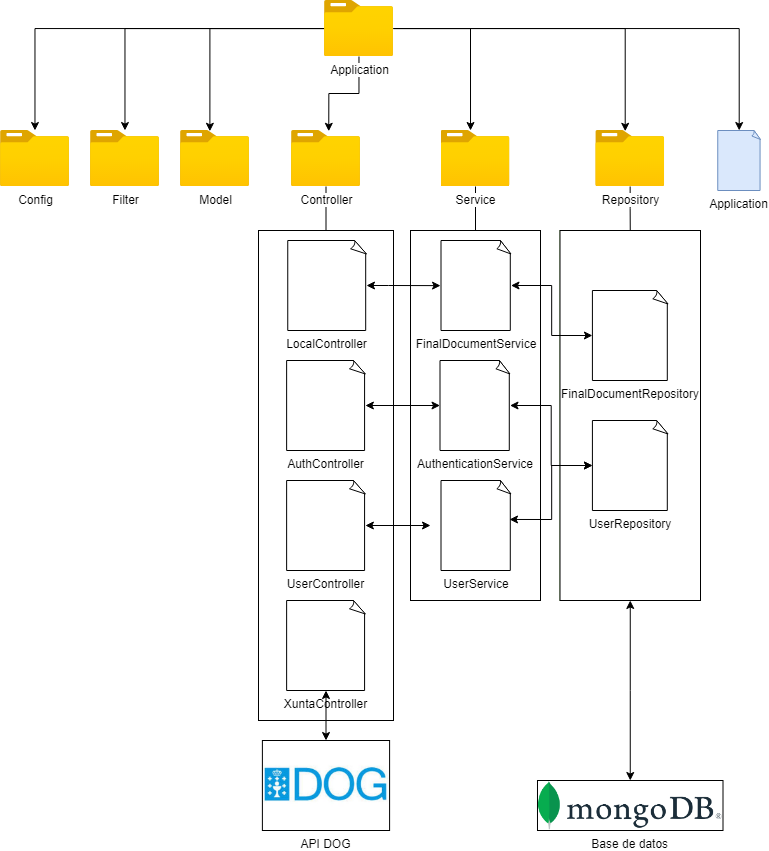 Application
Config
Filter
Model
Controller
Service
Repository
Application
LocalController
FinalDocumentService
FinalDocumentRepository
AuthController
AuthenticationService
UserRepository
UserController
UserService
XuntaController
DOG
API DOG
mongoDB
Base de datos